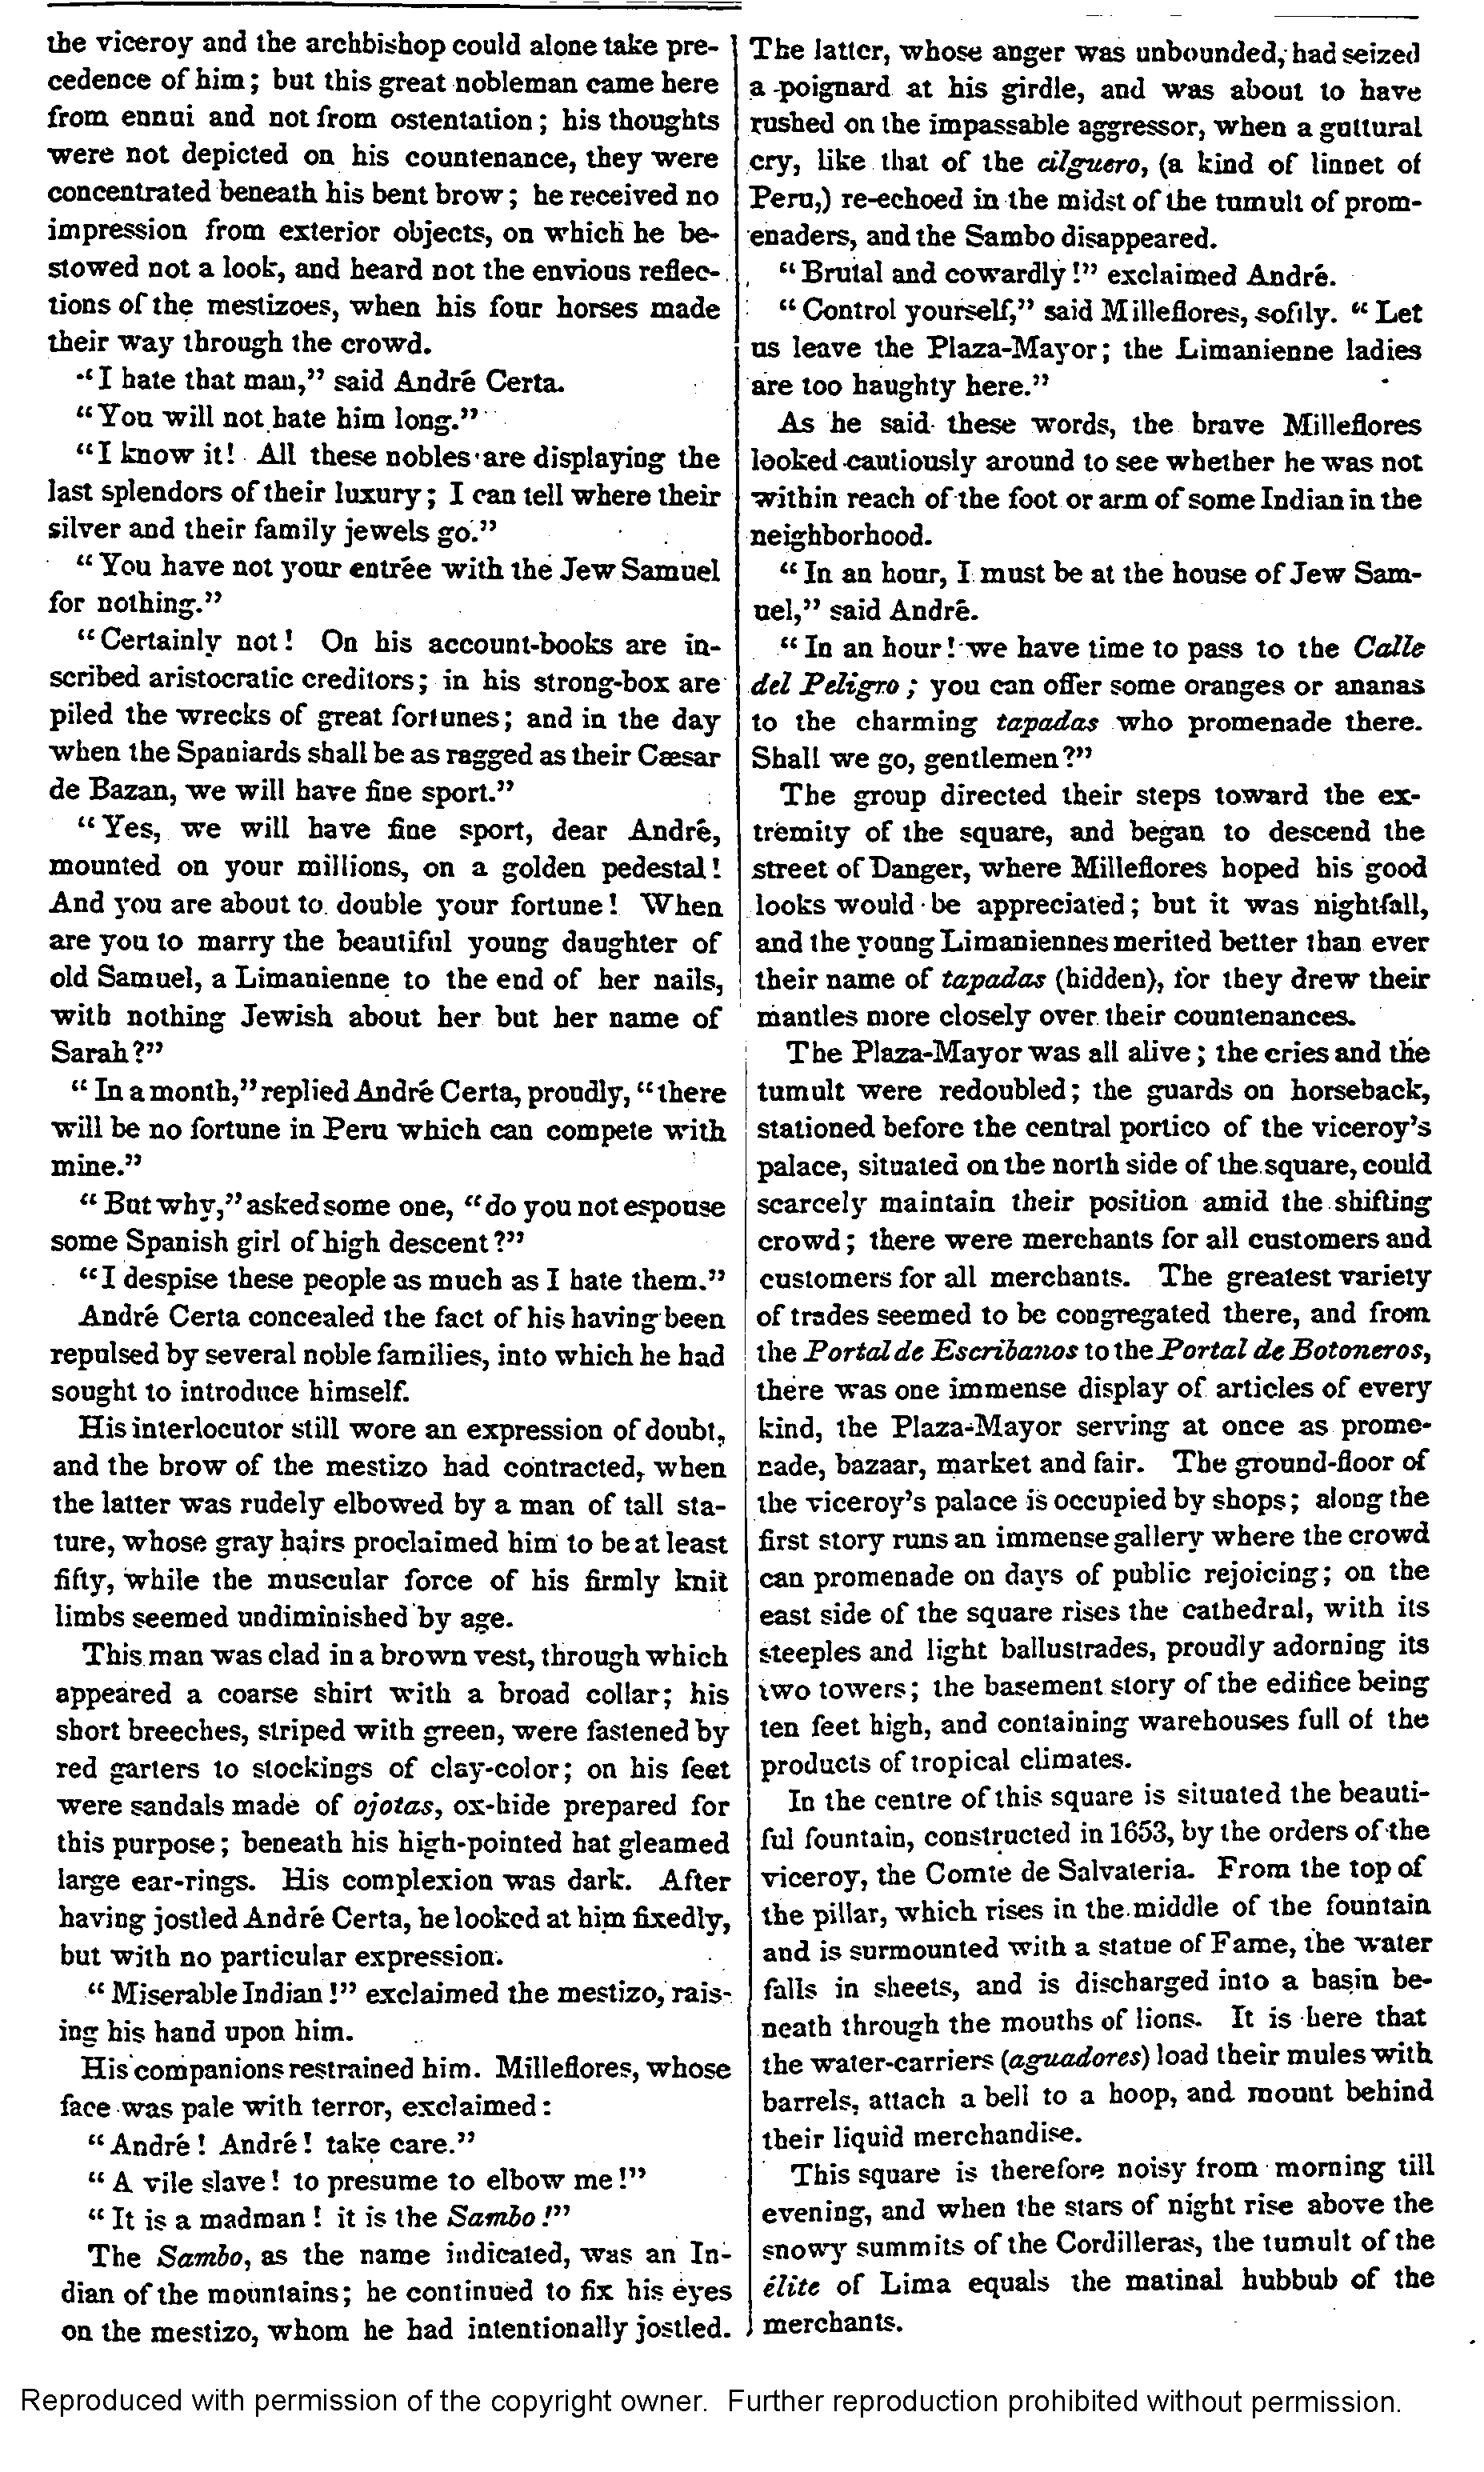 the viceroy and the archbishop could alone take pre-
cedence of him; but this great nobleman came here
from ennui and not from ostentation; his thoughts
were not depicted on his countenance, they were
concentrated beneath his bent brow; he received no
impression from exterior objects, on which he be-
stowed not a look, and heard not the envious reflec-
tions of the mestizoes, when his four horses made
their way through the crowd.
"I hate that man," said André Certa.
"You will not hate him long."
"I know it! All these nobles are displaying the
last splendors of their luxury; I can tell where their
silver and their family jewels go."
"You have not your entrée with the Jew Samuel
for nothing."
"Certainly not! On his account-books are in-
scribed aristocratic creditors; in his strong-box are
piled the wrecks of great fortunes; and in the day
when the Spaniards shall be as ragged as their Cæsar
de Bazan, we will have fine sport."
"Yes, we will have fine sport, dear André,
mounted on your millions, on a golden pedestal!
And you are about to double your fortune! When
are you to marry the beautiful young daughter of
old Samuel, a Limanienne to the end of her nails,
with nothing Jewish about her but her name of
Sarah?"
"In a month," replied André Certa, proudly, "there
will be no fortune in Peru which can compete with
mine."
"But why," asked some one, "do you not espouse
some Spanish girl of high descent?"
"I despise these people as much as I hate them."
André Certa concealed the fact of his having been
repulsed by several noble families, into which he had
sought to introduce himself.
His interlocutor still wore an expression of doubt,
and the brow of the mestizo had contracted, when
the latter was rudely elbowed by a man of tall sta-
ture, whose gray hairs proclaimed him to be at least
fifty, while the muscular force of his firmly knit
limbs seemed undiminished by age.
This man was clad in a brown vest, through which
appeared a coarse shirt with a broad collar; his
short breeches, striped with green, were fastened by
red garters to stockings of clay-color; on his feet
were sandals made of ojotas, ox-hide prepared for
this purpose; beneath his high-pointed hat gleamed
large ear-rings. His complexion was dark. After
having jostled André Certa, he looked at him fixedly,
but with no particular expression.
"Miserable Indian!" exclaimed the mestizo, rais-
ing his hand upon him.
His companions restrained him. Milleflores, whose
face was pale with terror, exclaimed:
"André! André! take care."
"A vile slave! to presume to elbow me!"
"It is a madman! it is the Sambo!"
The Sambo, as the name indicated, was an In-
dian of the mountains; he continued to fix his eyes
on the mestizo, whom he had intentionally jostled.
The latter, whose anger was unbounded, had seized
a poignard at his girdle, and was about to have
rushed on the impassable aggressor, when a guttural
cry, like that of the cilguero, (a kind of linnet of
Peru,) re-echoed in the midst of the tumult of prom-
enaders, and the Sambo disappeared.
"Brutal and cowardly!" exclaimed André.
"Control yourself," said Milleflores, softly. "Let
us leave the Plaza-Mayor; the Limanienne ladies
are too haughty here."
As he said these words, the brave Milleflores
looked cautiously around to see whether he was not
within reach of the foot or arm of some Indian in the
neighborhood.
"In an hour, I must be at the house of Jew Sam-
uel," said André.
"In an hour! we have time to pass to the Calle
del Peligro; you can offer some oranges or ananas
to the charming tapadas who promenade there.
Shall we go, gentlemen?"
The group directed their steps toward the ex-
tremity of the square, and began to descend the
street of Danger, where Milleflores hoped his good
looks would be appreciated; but it was nightfall,
and the young Limaniennes merited better than ever
their name of tapadas (hidden), for they drew their
mantles more closely over their countenances.
The Plaza-Mayor was all alive; the cries and the
tumult were redoubled; the guards on horseback,
stationed before the central portico of the viceroy's
palace, situated on the north side of the square, could
scarcely maintain their position amid the shifting
crowd; there were merchants for all customers and
customers for all merchants. The greatest variety
of trades seemed to be congregated there, and from
the Portal de Escribanos to the Portal de Botoneros,
there was one immense display of articles of every
kind, the Plaza-Mayor serving at once as prome-
nade, bazaar, market and fair. The ground-floor of
the viceroy's palace is occupied by shops; along the
first story runs an immense gallery where the crowd
can promenade on days of public rejoicing; on the
east side of the square rises the cathedral, with its
steeples and light ballustrades, proudly adorning its
two towers; the basement story of the edifice being
ten feet high, and containing warehouses full of the
products of tropical climates.
In the centre of this square is situated the beauti-
ful fountain, constructed in 1653, by the orders of the
viceroy, the Comte de Salvateria. From the top of
the pillar, which rises in the middle of the fountain
and is surmounted with a statue of Fame, the water
falls in sheets, and is discharged into a basin be-
neath through the mouths of lions. It is here that
the water-carriers (aguadores) load their mules with
barrels, attach a bell to a hoop, and mount behind
their liquid merchandise.
This square is therefore noisy from morning till
evening, and when the stars of night rise above the
snowy summits of the Cordilleras, the tumult of the
élite of Lima equals the matinal hubbub of the
merchants.
Reproduced with permission of the copyright owner. Further reproduction prohibited without permission.